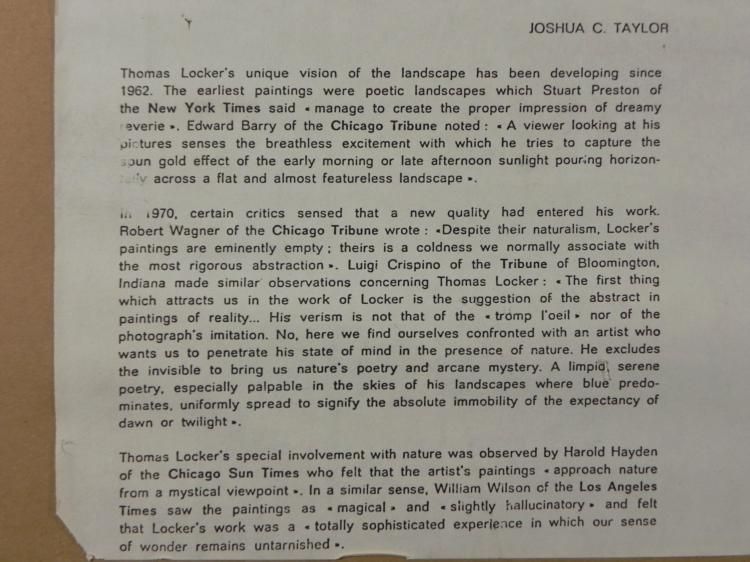 JOSHUA C. TAYLOR
Thomas Locker's unique vision of the landscape has been developing since
1962. The earliest paintings were poetic landscapes which Stuart Preston of
the New York Times said « manage to create the proper impression of dreamy
reverie ». Edward Barry of the Chicago Tribune noted : « A viewer looking at his
pictures senses the breathless excitement with which he tries to capture the
spun gold effect of the early morning or late afternoon sunlight pouring horizon-
tally across a flat and almost featureless landscape ».
In 1970, certain critics sensed that a new quality had entered his work.
Robert Wagner of the Chicago Tribune wrote : «Despite their naturalism, Locker's
paintings are eminently empty ; theirs is a coldness we normally associate with
the most rigorous abstraction ». Luigi Crispino of the Tribune of Bloomington,
Indiana made similar observations concerning Thomas Locker : « The first thing
which attracts us in the work of Locker is the suggestion of the abstract in
paintings of reality... His verism is not that of the « tromp l'oeil » nor of the
photograph's imitation. No, here we find ourselves confronted with an artist who
wants us to penetrate his state of mind in the presence of nature. He excludes
the invisible to bring us nature's poetry and arcane mystery. A limpid, serene
poetry, especially palpable in the skies of his landscapes where blue predo-
minates, uniformly spread to signify the absolute immobility of the expectancy of
dawn or twilight ».
Thomas Locker's special involvement with nature was observed by Harold Hayden
of the Chicago Sun Times who felt that the artist's paintings « approach nature
from a mystical viewpoint ». In a similar sense, William Wilson of the Los Angeles
Times saw the paintings as « magical » and « slightly hallucinatory » and felt
that Locker's work was a « totally sophisticated experience in which our sense
of wonder remains untarnished ».